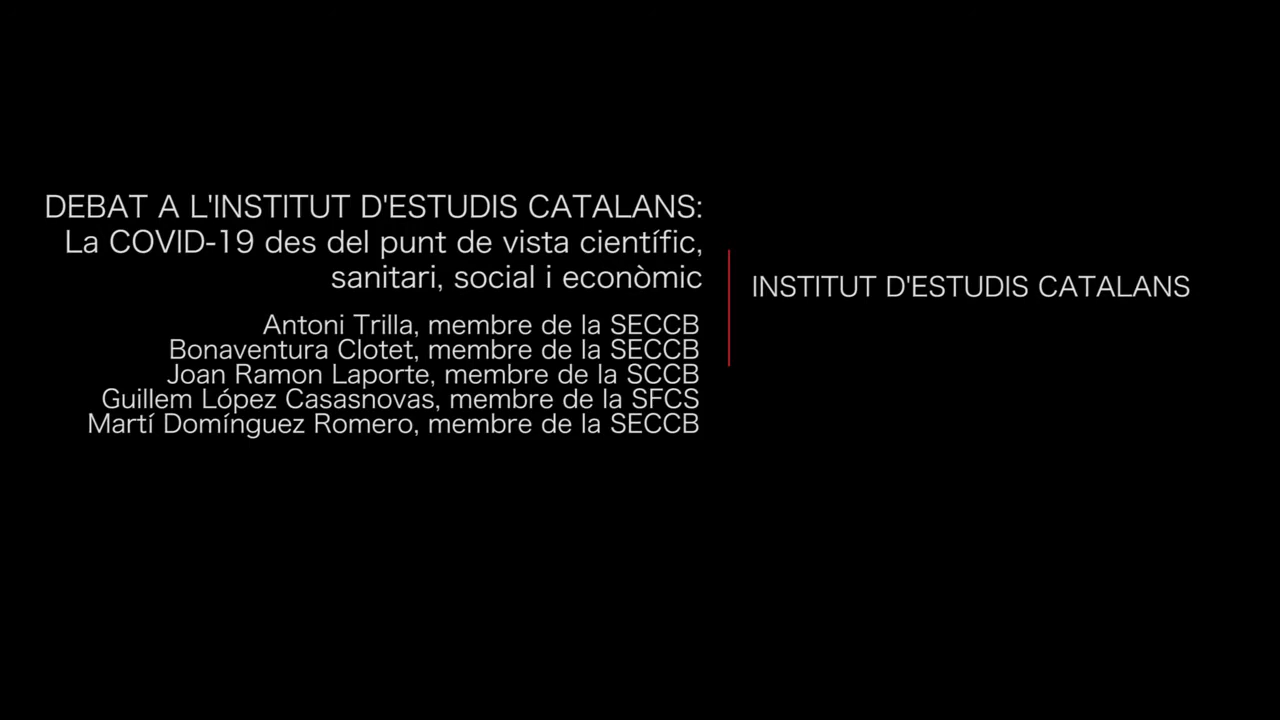 DEBAT A L'INSTITUT D'ESTUDIS CATALANS:
La COVID-19 des del punt de vista científic,
sanitari, social i econòmic
Antoni Trilla, membre de la SECCB
Bonaventura Clotet, membre de la SECCB
Joan Ramon Laporte, membre de la SCCB
Guillem López Casasnovas, membre de la SFCS
Martí Domínguez Romero, membre de la SECCB
INSTITUT D'ESTUDIS CATALANS